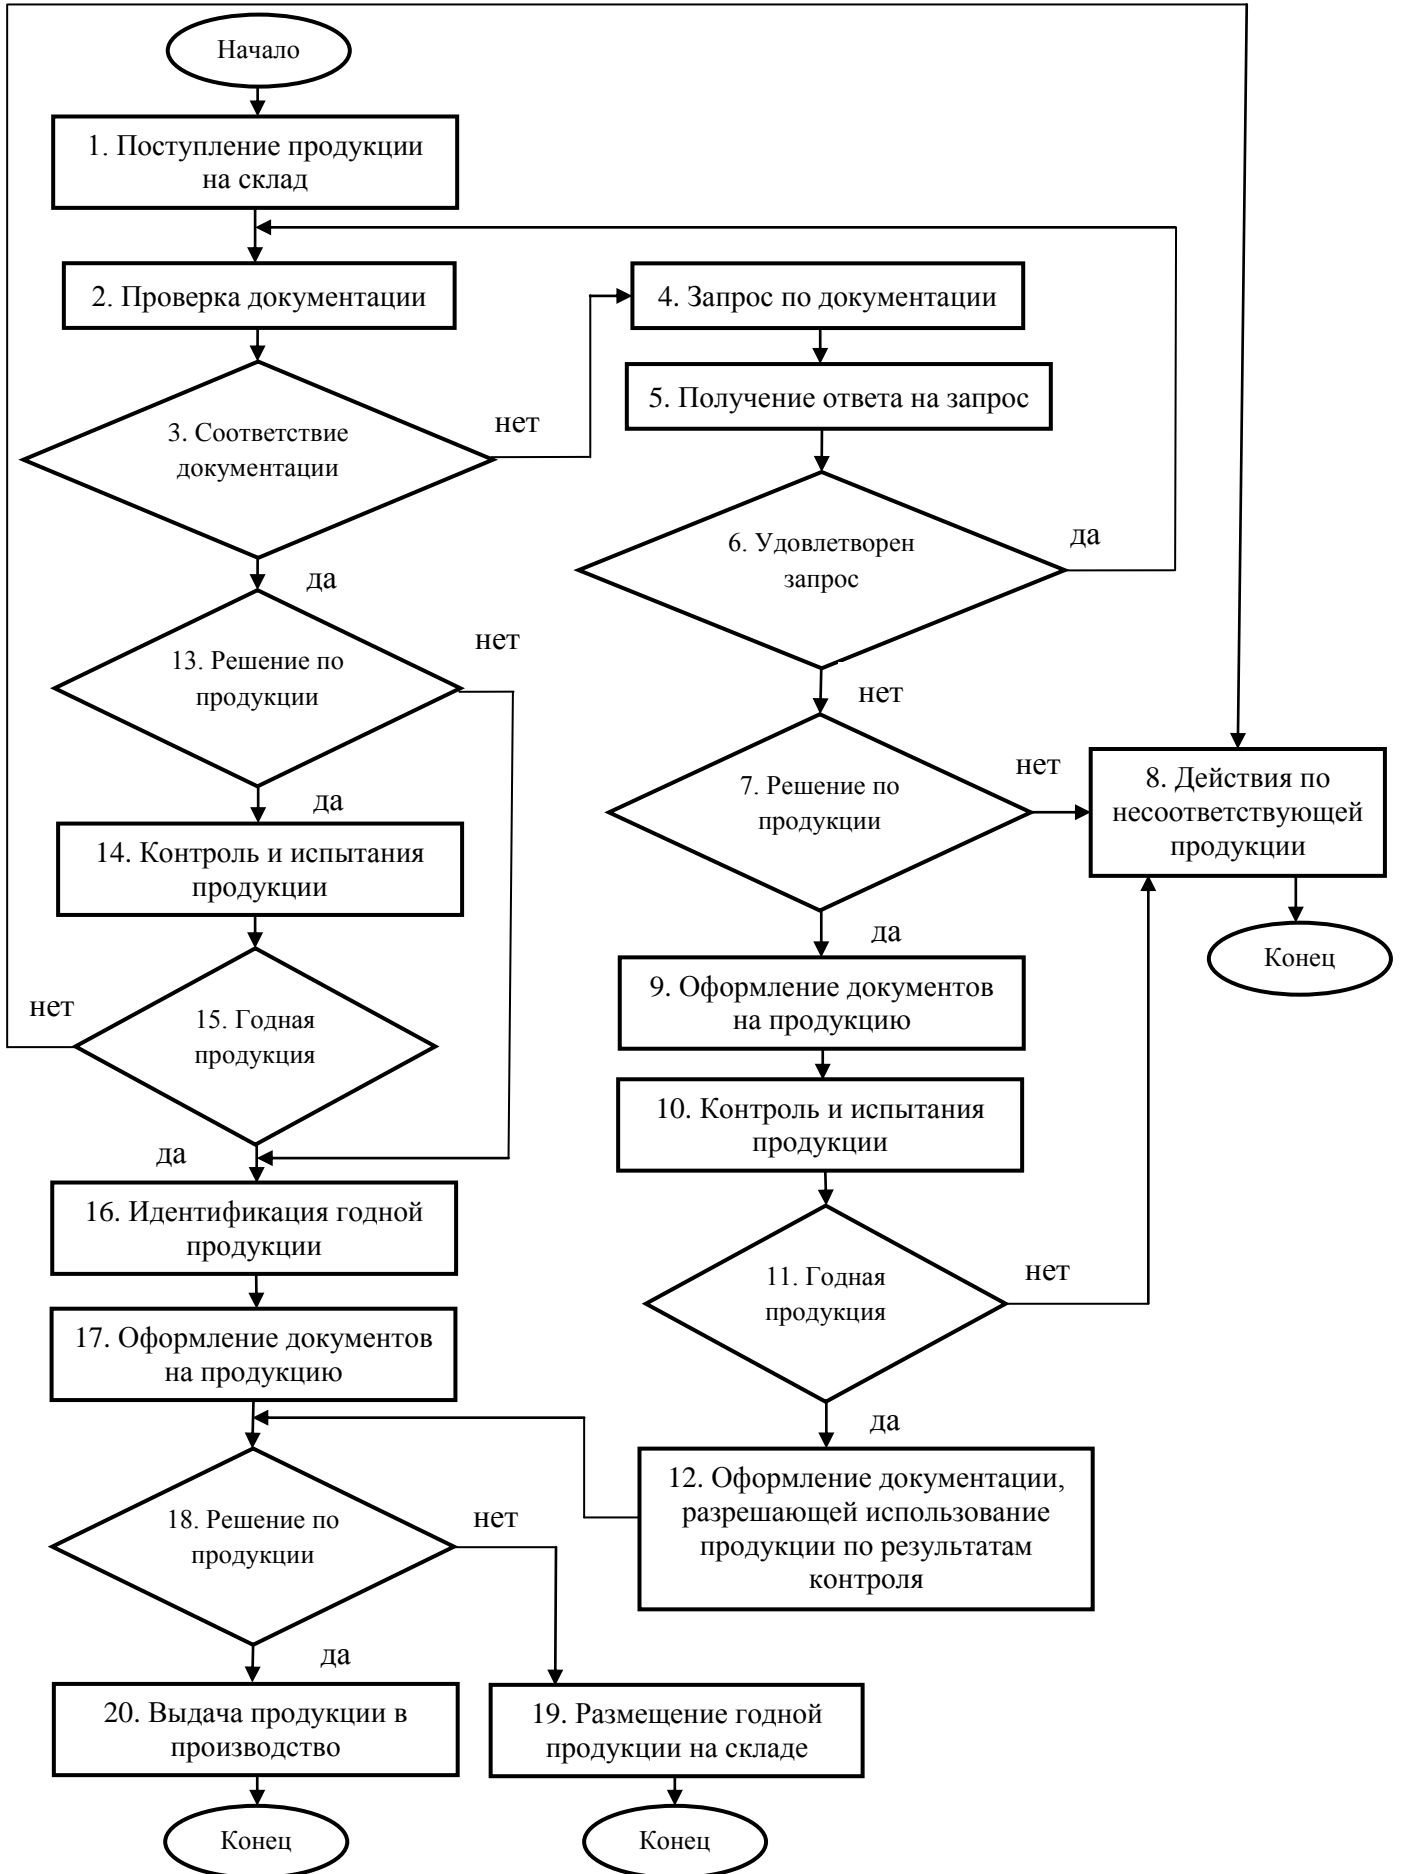 Начало
1. Поступление продукции
на склад
2. Проверка документации
4. Запрос по документации
5. Получение ответа на запрос
нет
3. Соответствие
документации
да
6. Удовлетворен
запрос
да
нет
13. Решение по
продукции
нет
нет
7. Решение по
продукции
8. Действия по
несоответствующей
продукции
да
14. Контроль и испытания
продукции
да
Конец
9. Оформление документов
на продукцию
нет
15. Годная
продукция
10. Контроль и испытания
продукции
да
16. Идентификация годной
продукции
11. Годная
продукция
нет
17. Оформление документов
на продукцию
да
12. Оформление документации,
разрешающей использование
продукции по результатам
контроля
18. Решение по
продукции
нет
да
20. Выдача продукции в
производство
19. Размещение годной
продукции на складе
Конец
Конец